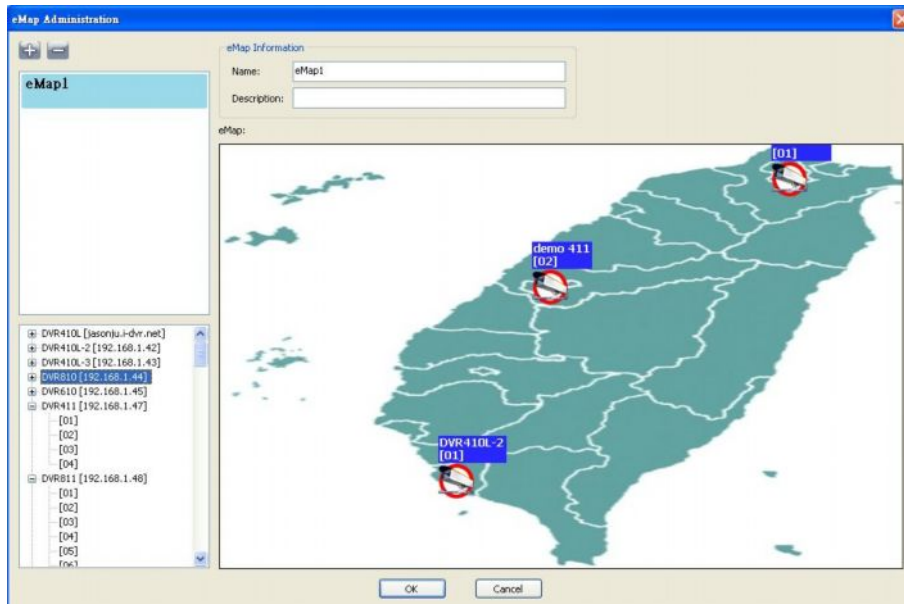 eMap Administration
eMap Information
Name: eMap1
Description:
eMap:
eMap1
[01]
demo 411
[02]
DVR410L-2
[01]
DVR410L [jasonju.i-dvr.net]
DVR410L-2 [192.168.1.42]
DVR410L-3 [192.168.1.43]
DVR810 [192.168.1.44]
DVR610 [192.168.1.45]
DVR411 [192.168.1.47]
[01]
[02]
[03]
[04]
DVR811 [192.168.1.48]
[01]
[02]
[03]
[04]
[05]
[06]
OK
Cancel